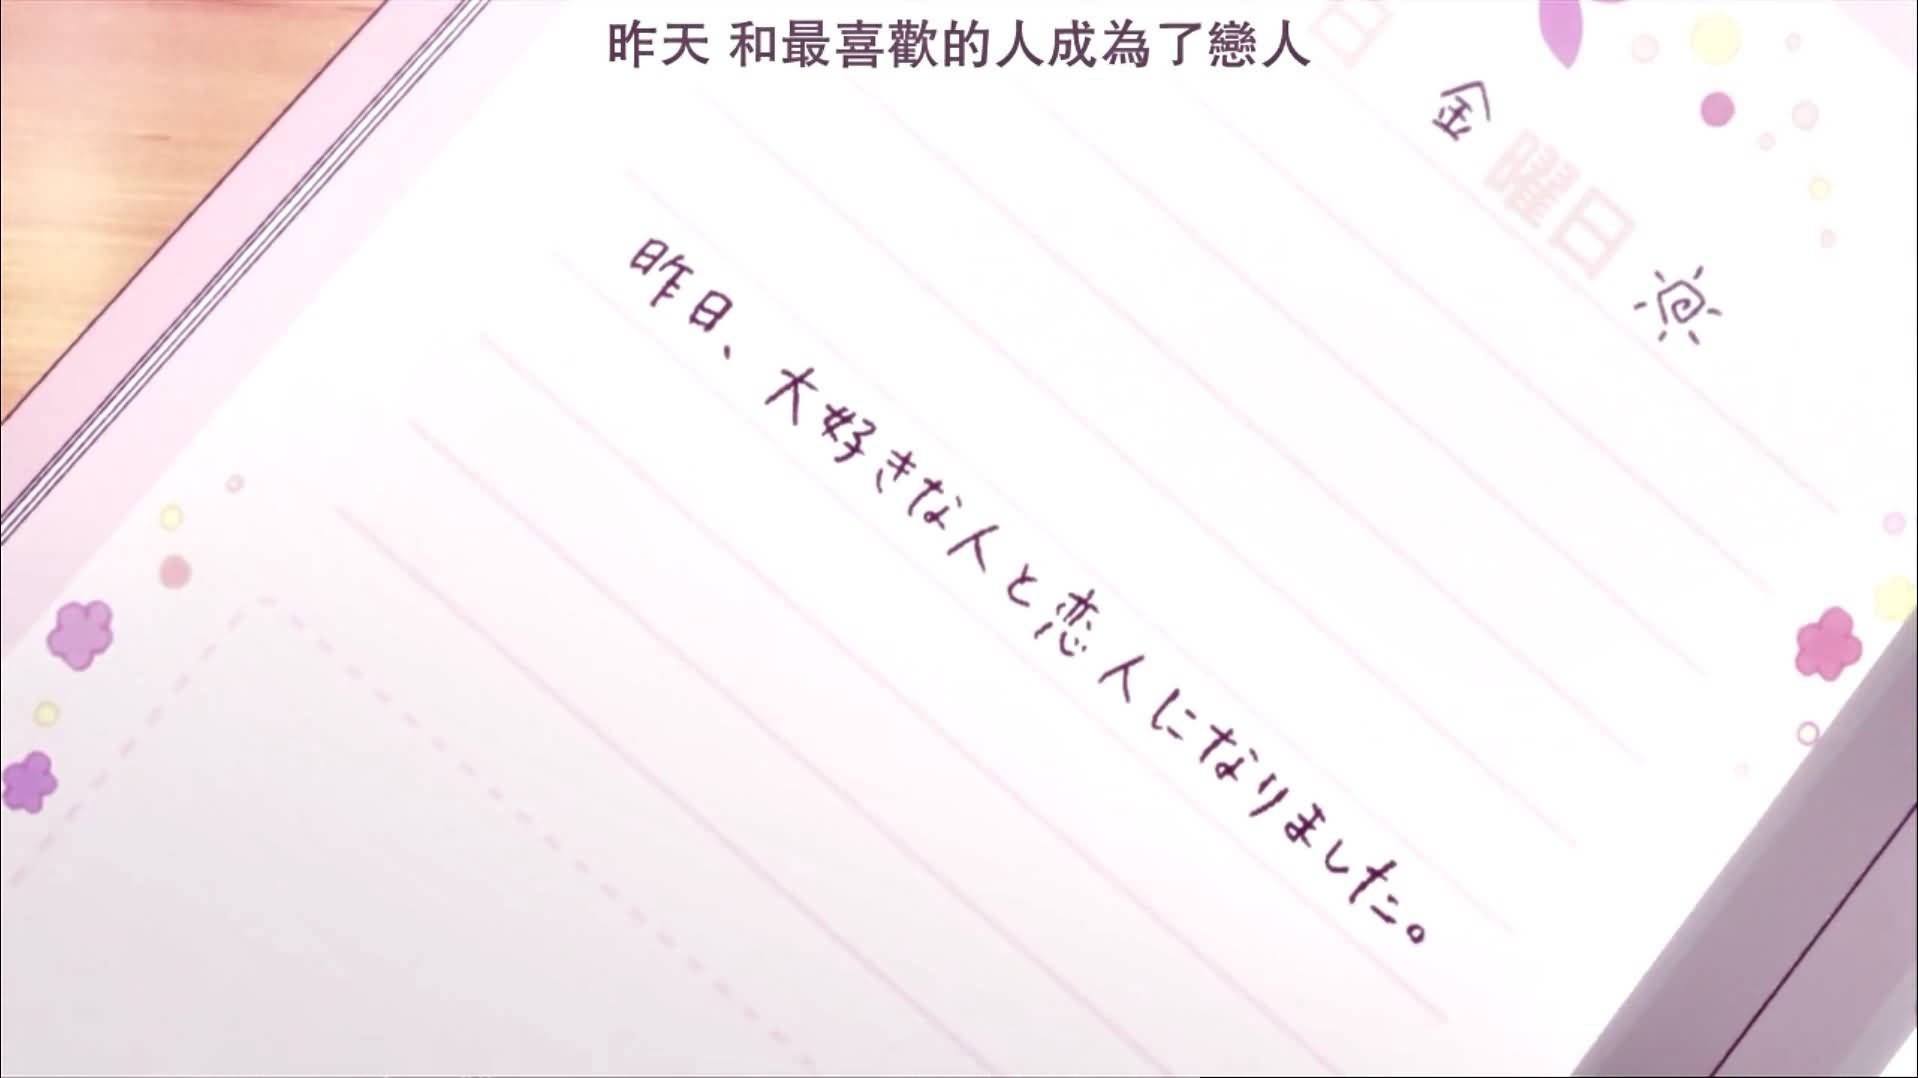 昨天 和最喜歡的人成為了戀人
日
金曜日
昨日、大好きな人と恋人になりました。